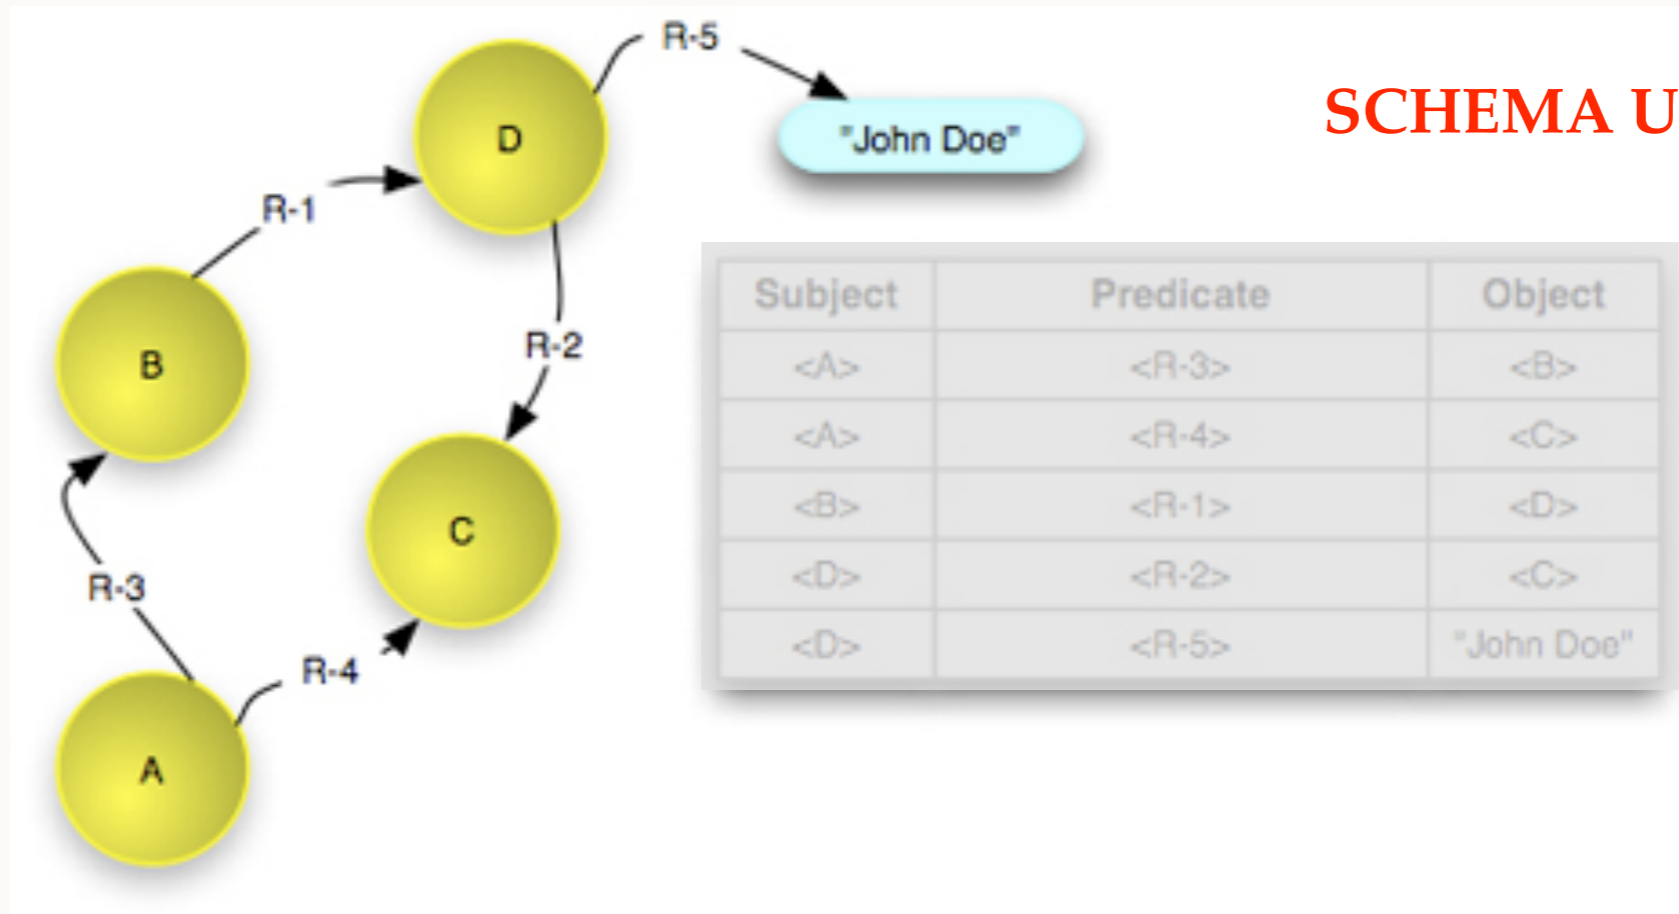 R-5
D
"John Doe"
SCHEMA U
R-1
B
R-2
C
R-3
R-4
A
Subject Predicate Object
<A> <R-3> <B>
<A> <R-4> <C>
<B> <R-1> <D>
<D> <R-2> <C>
<D> <R-5> "John Doe"